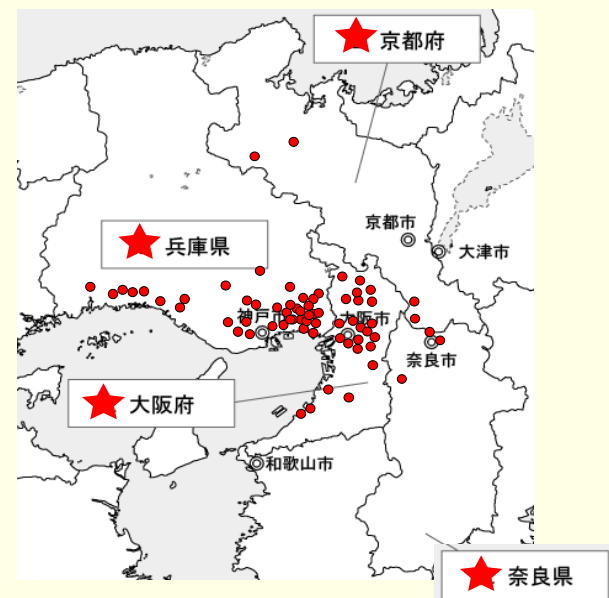 京都府
京都市
兵庫県
大津市
神戸市
大阪市
奈良市
大阪府
和歌山市
奈良県